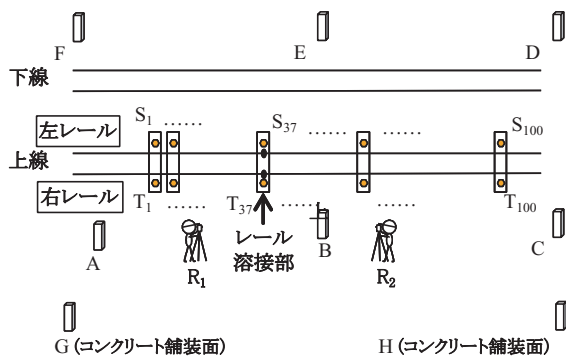 F E D
下線
S1 …… S37 …… …… S100
左レール
上線
右レール
T1 …… T37 …… …… T100
A R1 レール溶接部 B R2 C
G (コンクリート舗装面) H (コンクリート舗装面)